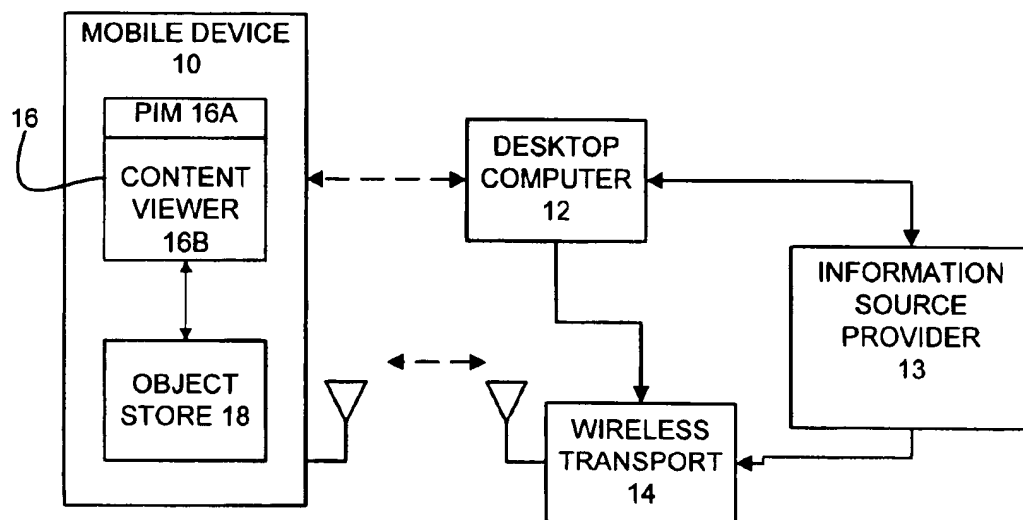 MOBILE DEVICE
10
16
PIM 16A
CONTENT
VIEWER
16B
OBJECT
STORE 18
DESKTOP
COMPUTER
12
WIRELESS
TRANSPORT
14
INFORMATION
SOURCE
PROVIDER
13